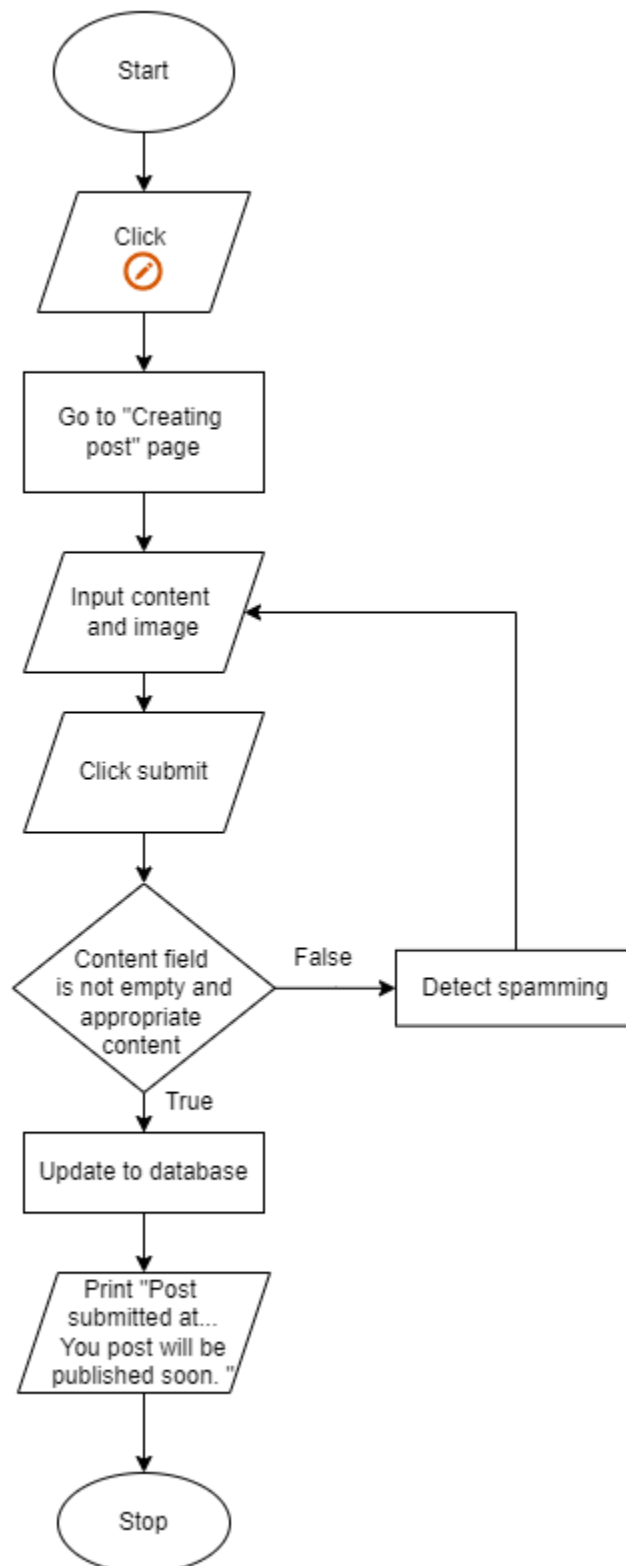 Start
Click
Go to "Creating
post" page
Input content
and image
Click submit
Content field
is not empty and
appropriate
content
False
Detect spamming
True
Update to database
Print "Post
submitted at...
You post will be
published soon. "
Stop